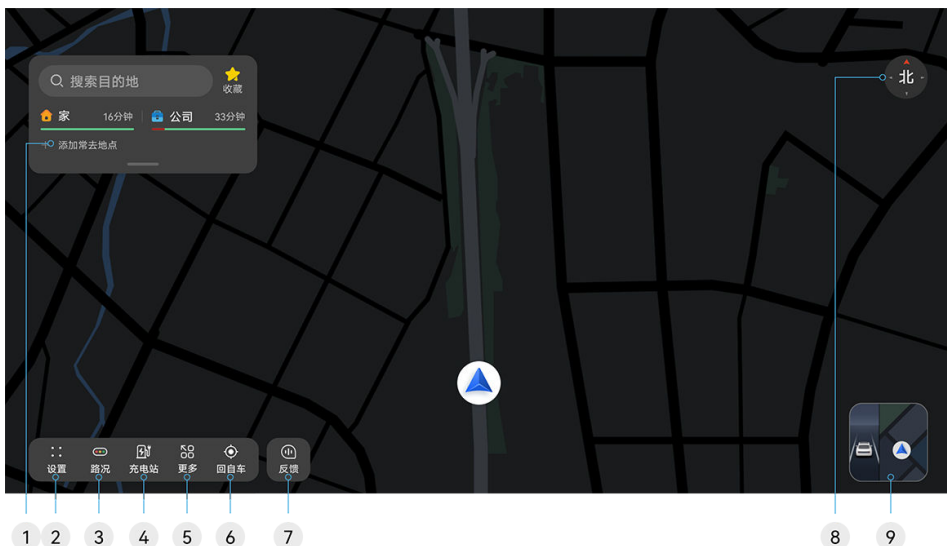 搜索目的地
收藏
家 16分钟 公司 33分钟
+ 添加常去地点
北
设置 路况 充电站 更多 回自车 反馈
1 2 3 4 5 6 7 8 9